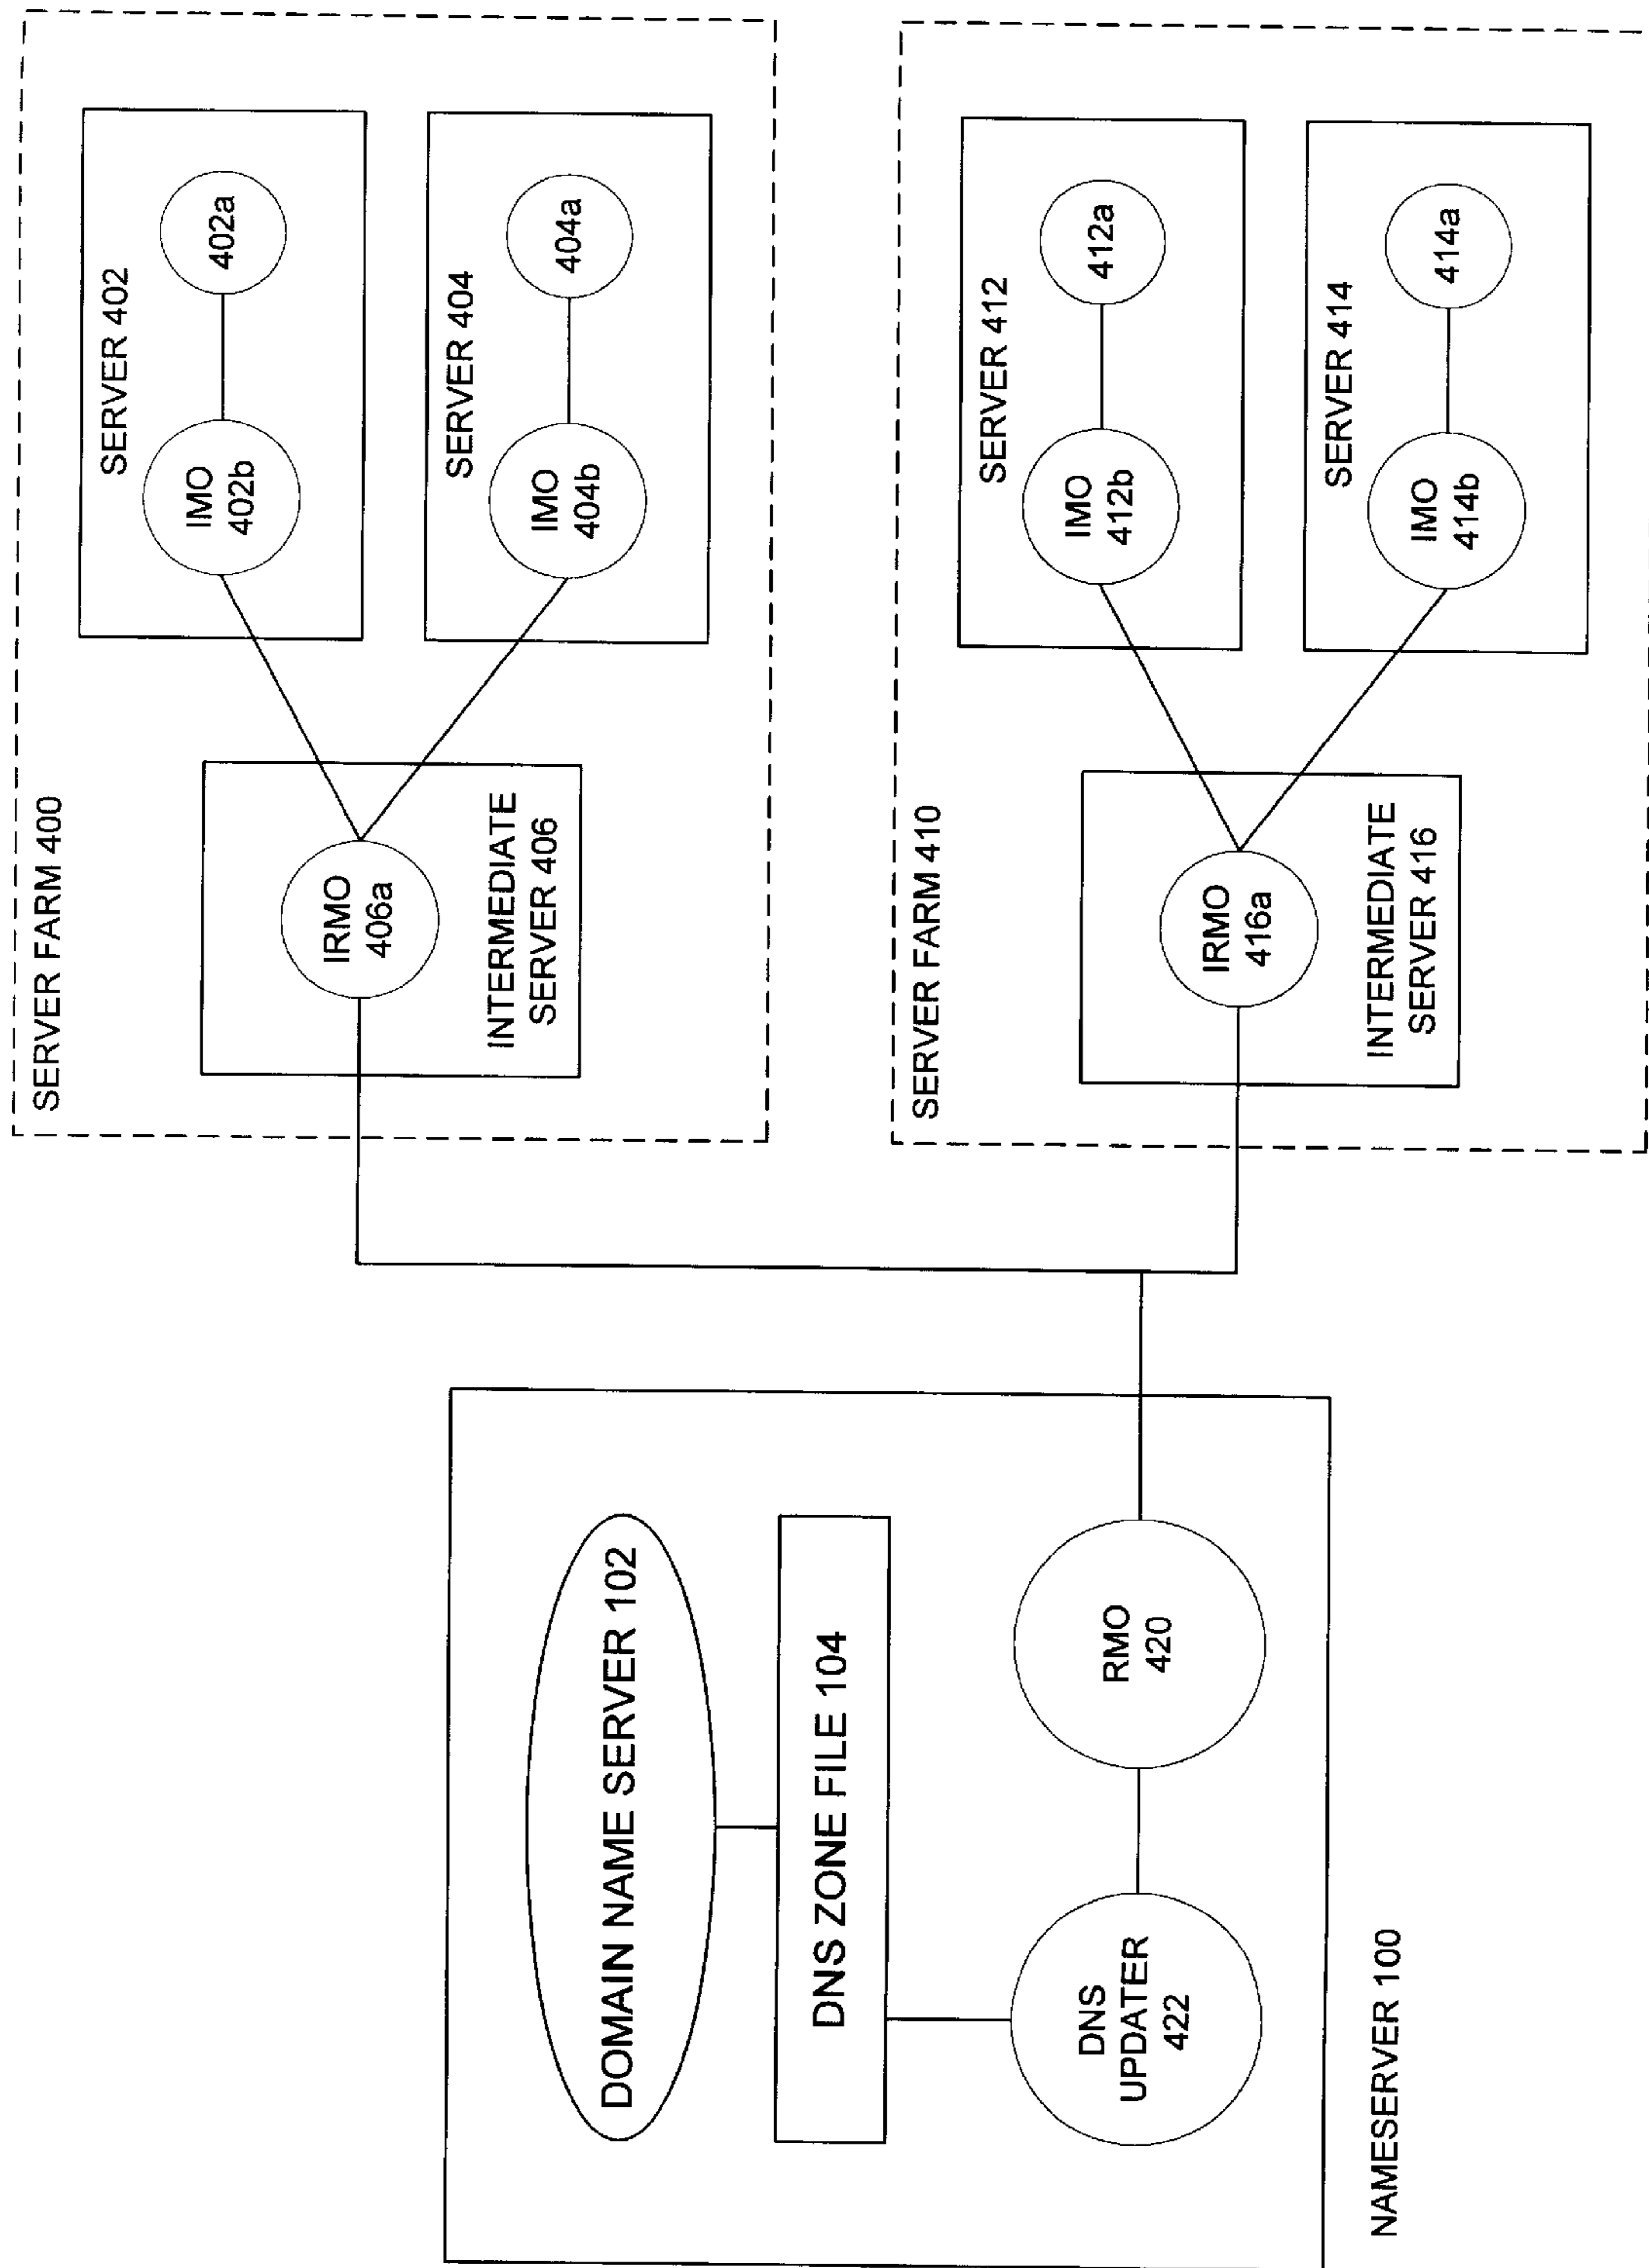 SERVER FARM 400
SERVER 402
IMO
402b
402a
SERVER 404
IMO
404b
404a
IRMO
406a
INTERMEDIATE
SERVER 406
SERVER FARM 410
SERVER 412
IMO
412b
412a
SERVER 414
IMO
414b
414a
IRMO
416a
INTERMEDIATE
SERVER 416
DOMAIN NAME SERVER 102
DNS ZONE FILE 104
DNS
UPDATER
422
RMO
420
NAMESERVER 100